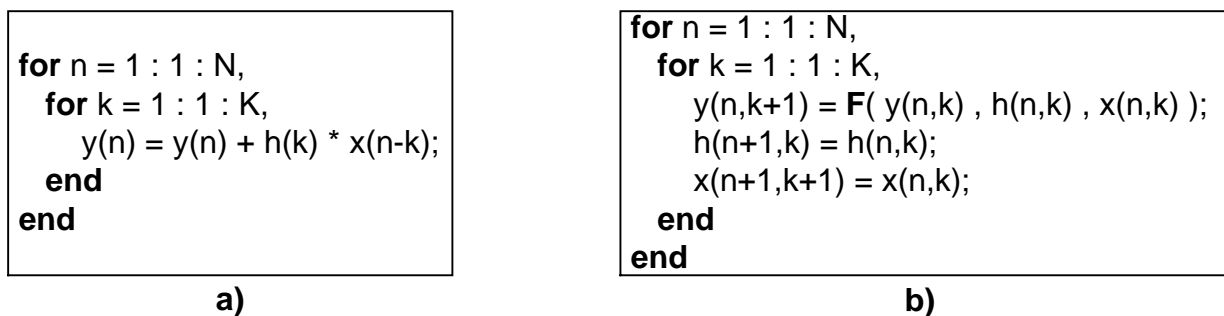 for n = 1 : 1 : N,
for k = 1 : 1 : K,
y(n) = y(n) + h(k) * x(n-k);
end
end
a)
for n = 1 : 1 : N,
for k = 1 : 1 : K,
y(n,k+1) = F( y(n,k) , h(n,k) , x(n,k) );
h(n+1,k) = h(n,k);
x(n+1,k+1) = x(n,k);
end
end
b)